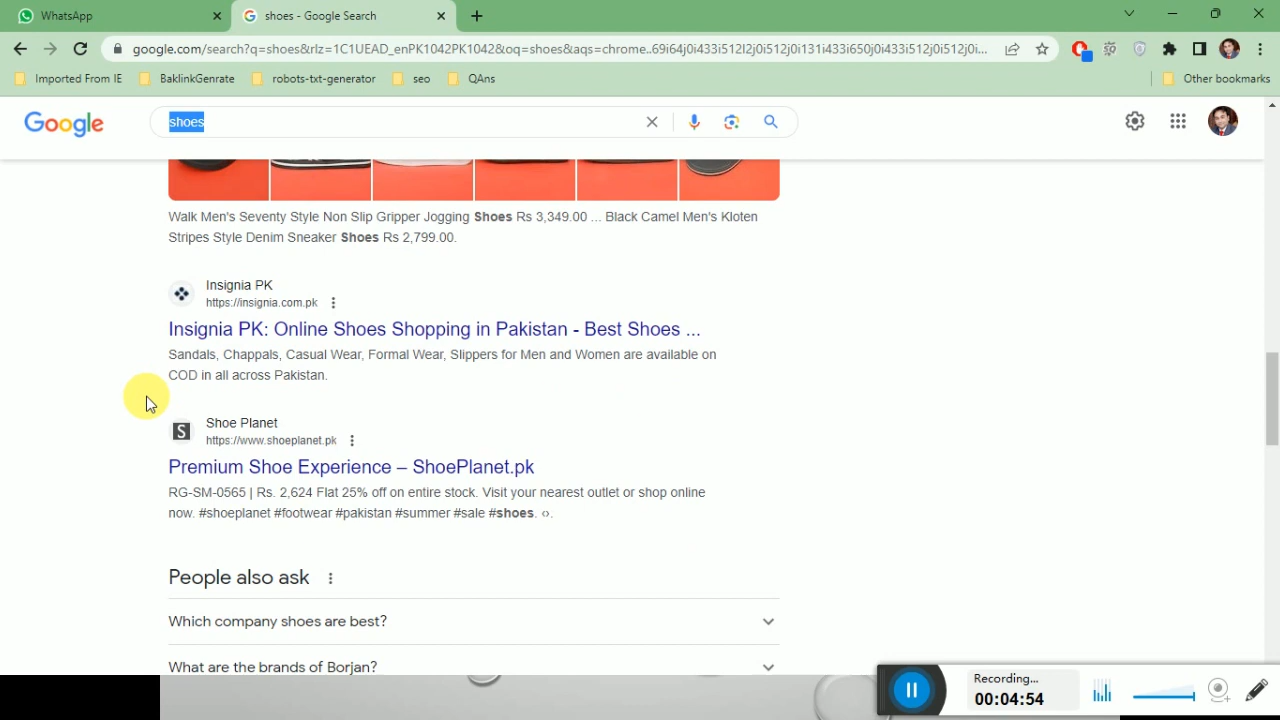 WhatsApp
shoes - Google Search
google.com/search?q=shoes&rlz=1C1UEAD_enPK1042PK1042&oq=shoes&aqs=chrome..69i64j0i433i512l2j0i512j0i131i433i650j0i433i512j0i512j0i512j0i...
Imported From IE
BaklinkGenrate
robots-txt-generator
seo
QAns
Other bookmarks
Google
shoes
Walk Men's Seventy Style Non Slip Gripper Jogging Shoes Rs 3,349.00 ... Black Camel Men's Kloten
Stripes Style Denim Sneaker Shoes Rs 2,799.00.
Insignia PK
https://insignia.com.pk
Insignia PK: Online Shoes Shopping in Pakistan - Best Shoes ...
Sandals, Chappals, Casual Wear, Formal Wear, Slippers for Men and Women are available on
COD in all across Pakistan.
S
Shoe Planet
https://www.shoeplanet.pk
Premium Shoe Experience – ShoePlanet.pk
RG-SM-0565 | Rs. 2,624 Flat 25% off on entire stock. Visit your nearest outlet or shop online
now. #shoeplanet #footwear #pakistan #summer #sale #shoes. ‹›.
People also ask
Which company shoes are best?
What are the brands of Borjan?
Recording...
00:04:54